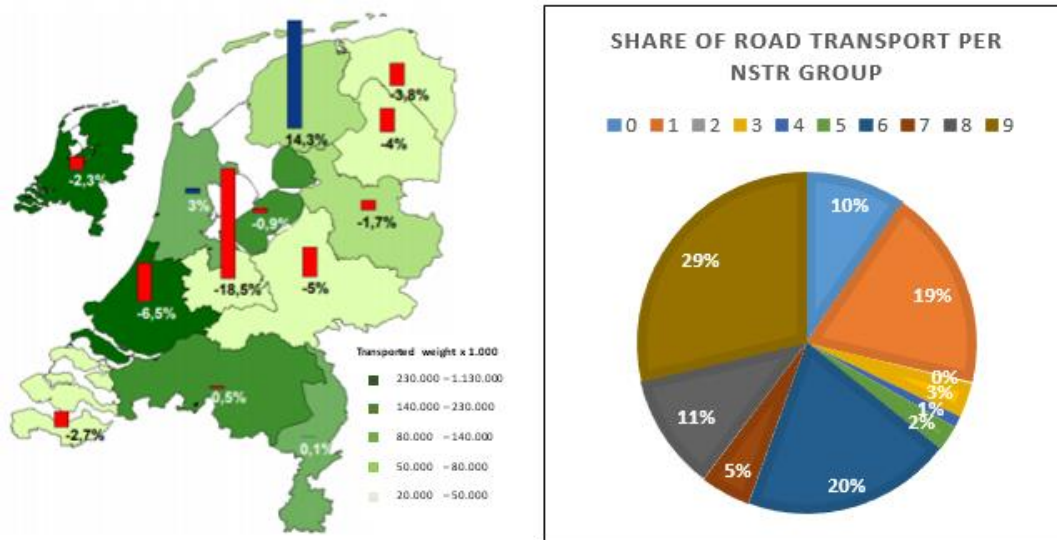 14,3%
-3,8%
-4%
-2,3%
3%
-0,9%
-1,7%
-18,5%
-5%
-6,5%
-0,5%
-2,7%
0,1%
Transported weight x 1.000
230.000 – 1.130.000
140.000 – 230.000
80.000 – 140.000
50.000 – 80.000
20.000 – 50.000
SHARE OF ROAD TRANSPORT PER
NSTR GROUP
0 1 2 3 4 5 6 7 8 9
10%
19%
0%
3%
1%
2%
20%
5%
11%
29%